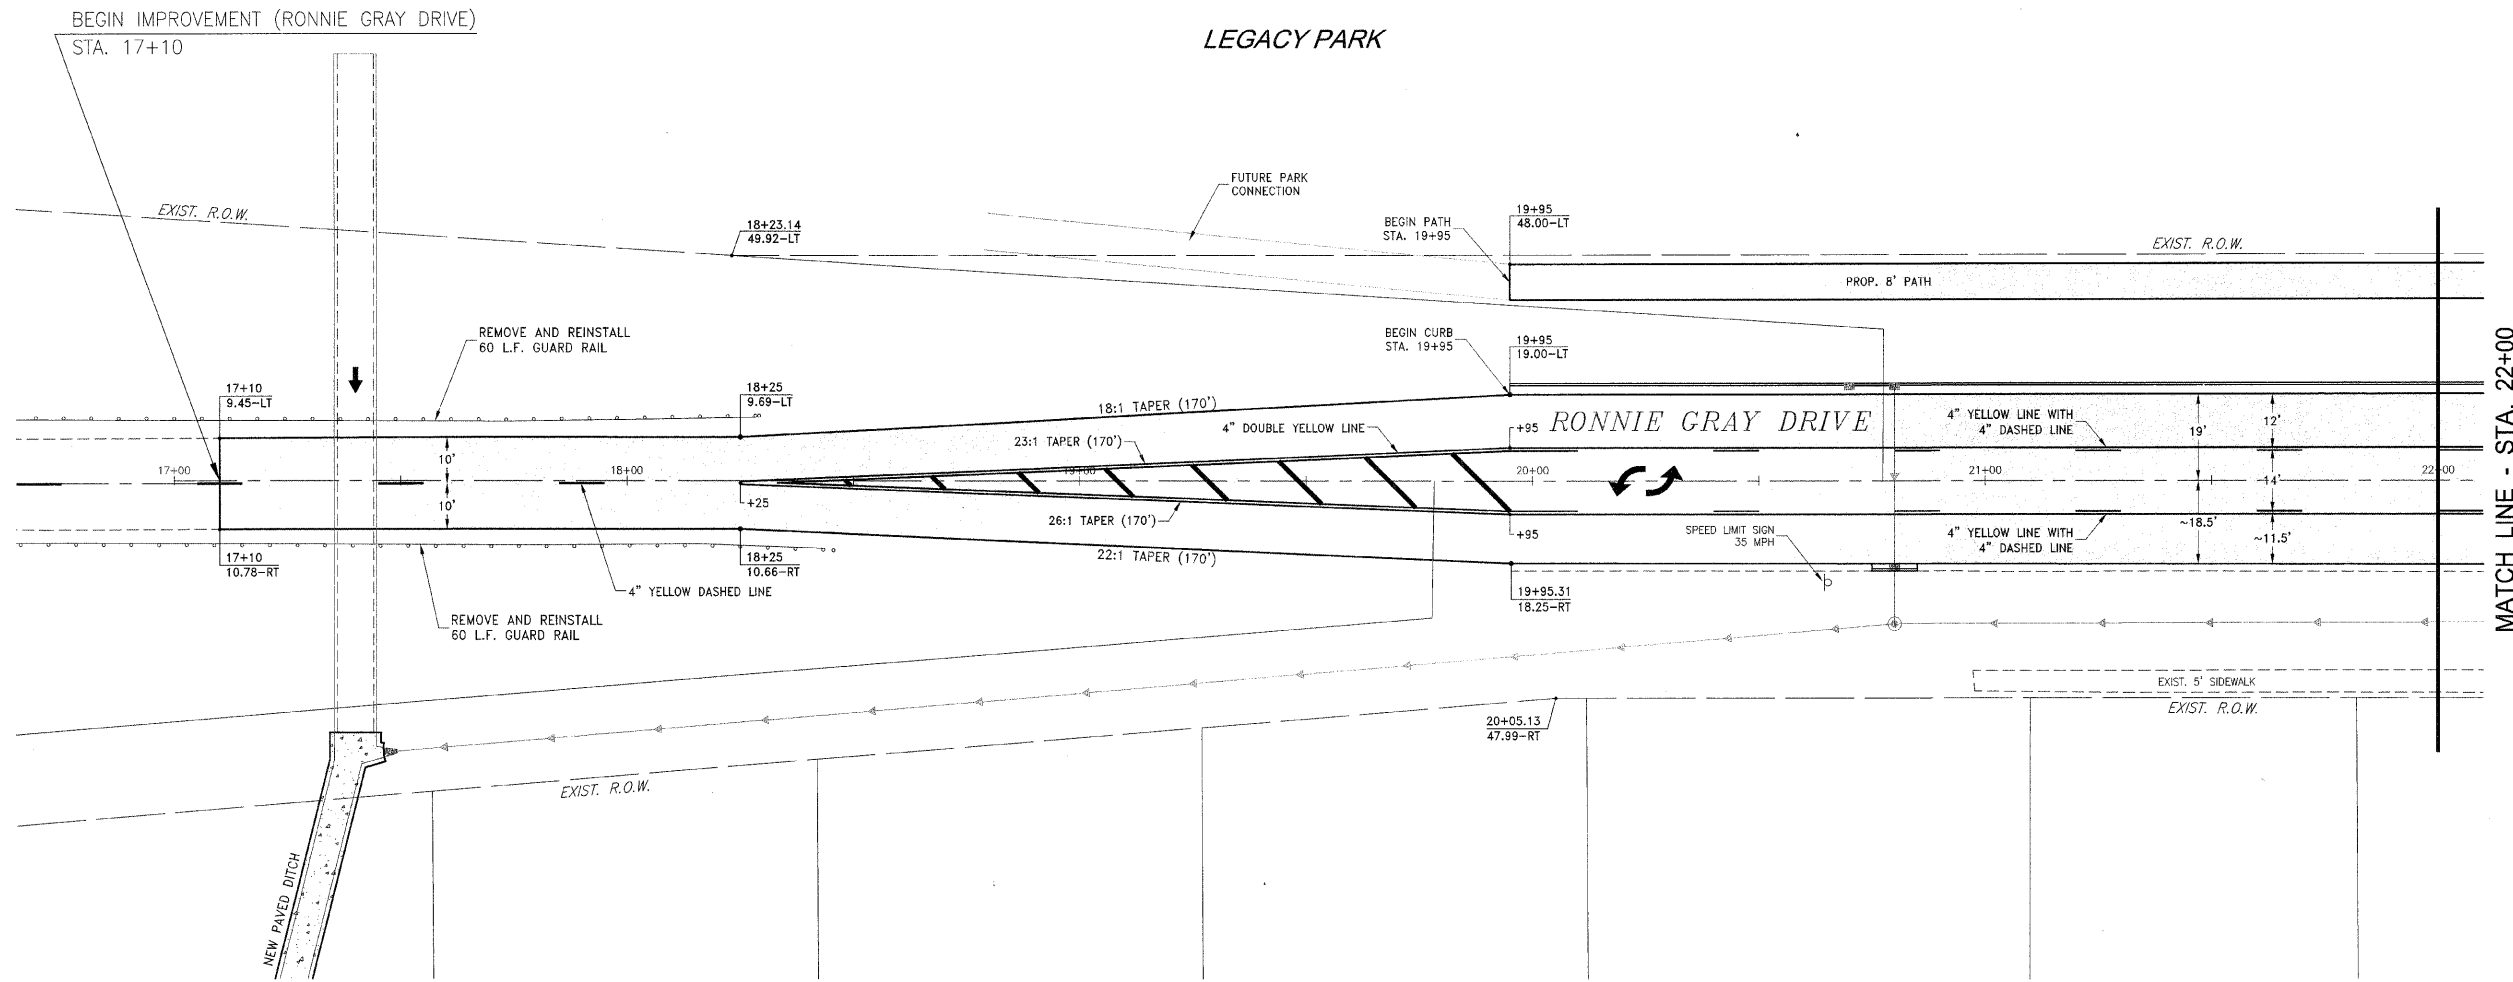 BEGIN IMPROVEMENT (RONNIE GRAY DRIVE)
STA. 17+10
LEGACY PARK
FUTURE PARK
CONNECTION
EXIST. R.O.W.
18+23.14
49.92-LT
BEGIN PATH
STA. 19+95
19+95
48.00-LT
EXIST. R.O.W.
PROP. 8' PATH
REMOVE AND REINSTALL
60 L.F. GUARD RAIL
BEGIN CURB
STA. 19+95
19+95
19.00-LT
17+10
9.45-LT
18+25
9.69-LT
18:1 TAPER (170')
4" DOUBLE YELLOW LINE
23:1 TAPER (170')
+95
RONNIE GRAY DRIVE
4" YELLOW LINE WITH
4" DASHED LINE
19'
12'
10'
17+00
18+00
19+00
20+00
21+00
22+00
14'
10'
+25
26:1 TAPER (170')
+95
SPEED LIMIT SIGN
35 MPH
4" YELLOW LINE WITH
4" DASHED LINE
~18.5'
~11.5'
17+10
10.78-RT
18+25
10.66-RT
22:1 TAPER (170')
4" YELLOW DASHED LINE
19+95.31
18.25-RT
REMOVE AND REINSTALL
60 L.F. GUARD RAIL
MATCH LINE - STA. 22+00
EXIST. 5' SIDEWALK
EXIST. R.O.W.
20+05.13
47.99-RT
EXIST. R.O.W.
NEW PAVED DITCH